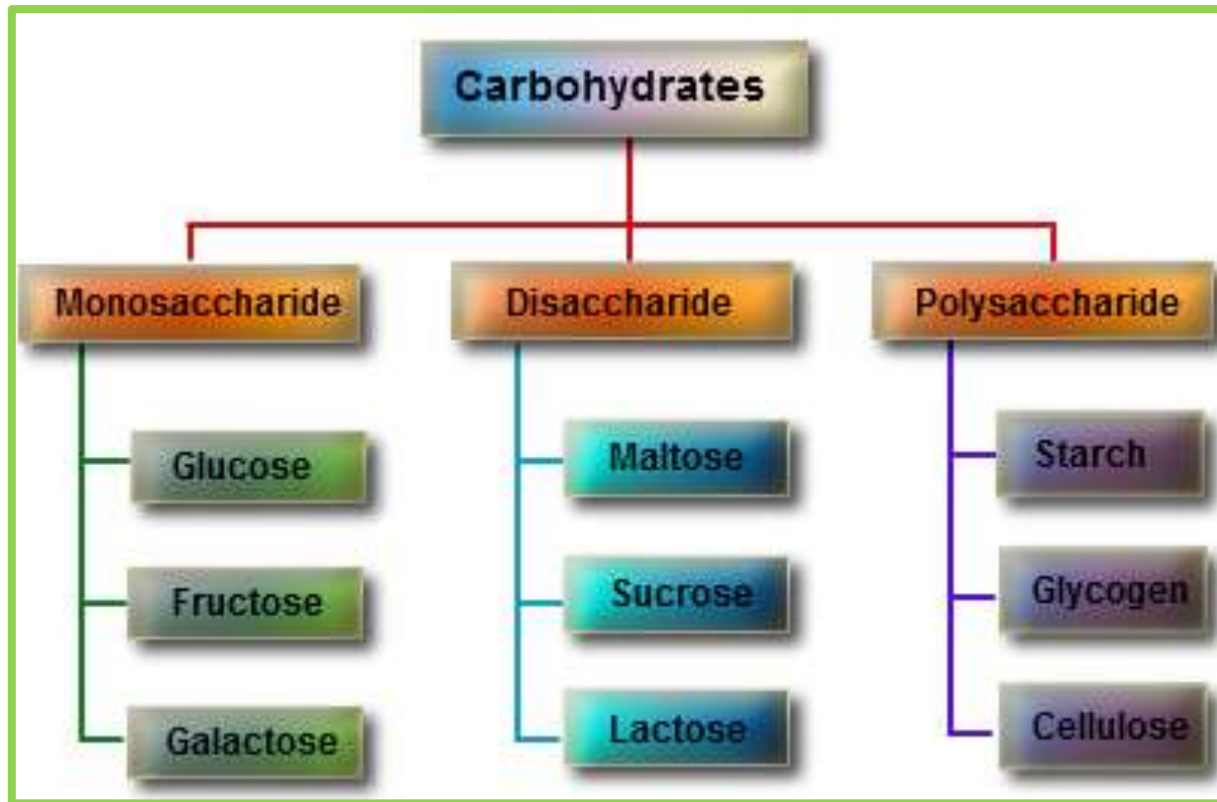 Carbohydrates
Monosaccharide
Disaccharide
Polysaccharide
Glucose
Maltose
Starch
Fructose
Sucrose
Glycogen
Galactose
Lactose
Cellulose